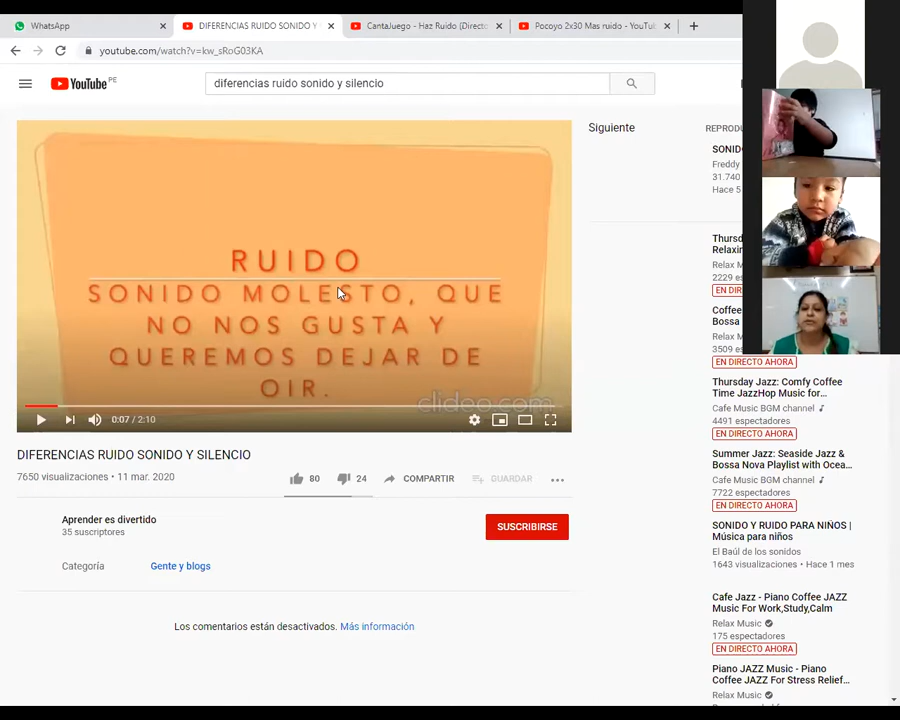 WhatsApp
DIFERENCIAS RUIDO SONIDO Y
CantaJuego - Haz Ruido (Directo
Pocoyo 2x30 Mas ruido - YouTub
youtube.com/watch?v=kw_sRoG03KA
YouTube PE
diferencias ruido sonido y silencio
RUIDO
SONIDO MOLESTO, QUE
NO NOS GUSTA Y
QUEREMOS DEJAR DE
OIR.
clideo.com
0:07 / 2:10
DIFERENCIAS RUIDO SONIDO Y SILENCIO
7650 visualizaciones • 11 mar. 2020
80
24
COMPARTIR
GUARDAR
Aprender es divertido
35 suscriptores
SUSCRIBIRSE
Categoría
Gente y blogs
Los comentarios están desactivados. Más información
Siguiente
REPRODU
SONID
Freddy
31.740
Hace 5
Thursd
Relaxin
Relax M
2229 es
EN DIR
Coffee
Bossa
Relax M
3509 es
EN DIRECTO AHORA
Thursday Jazz: Comfy Coffee
Time JazzHop Music for...
Cafe Music BGM channel
4491 espectadores
EN DIRECTO AHORA
Summer Jazz: Seaside Jazz &
Bossa Nova Playlist with Ocea...
Cafe Music BGM channel
7722 espectadores
EN DIRECTO AHORA
SONIDO Y RUIDO PARA NIÑOS |
Música para niños
El Baúl de los sonidos
1643 visualizaciones • Hace 1 mes
Cafe Jazz - Piano Coffee JAZZ
Music For Work,Study,Calm
Relax Music
175 espectadores
EN DIRECTO AHORA
Piano JAZZ Music - Piano
Coffee JAZZ For Stress Relief...
Relax Music